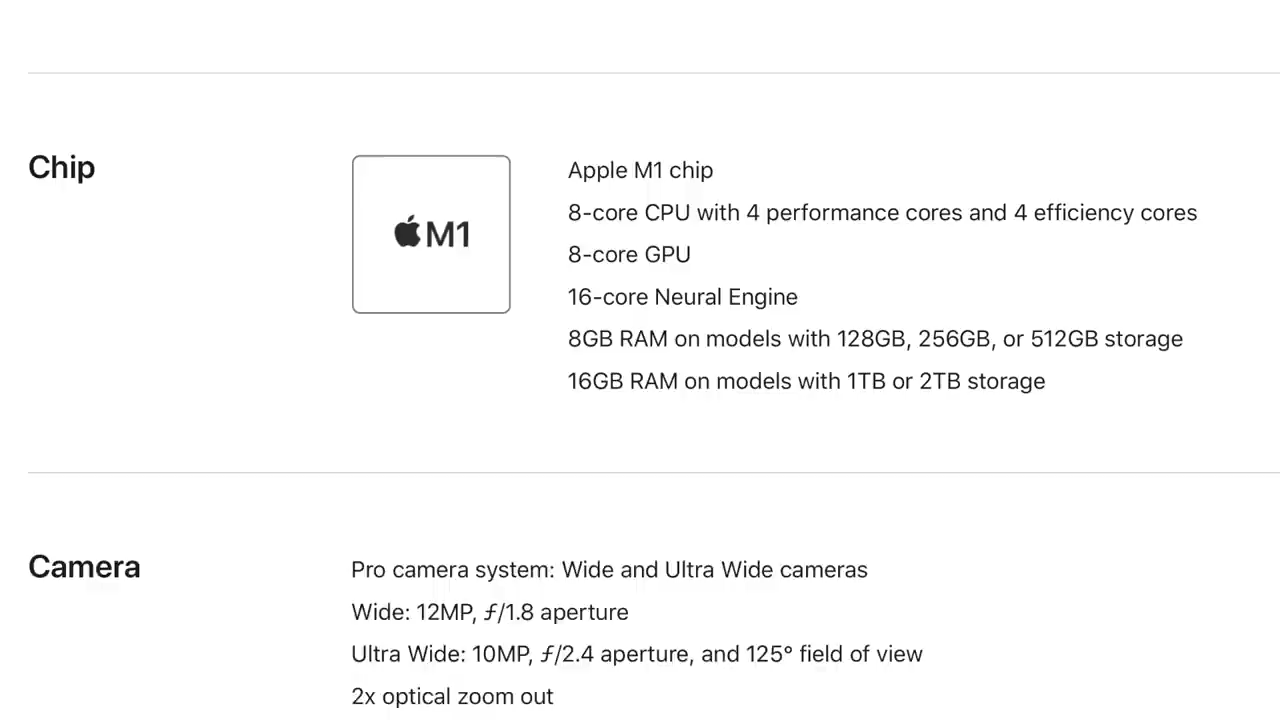 Chip
M1
Apple M1 chip
8-core CPU with 4 performance cores and 4 efficiency cores
8-core GPU
16-core Neural Engine
8GB RAM on models with 128GB, 256GB, or 512GB storage
16GB RAM on models with 1TB or 2TB storage
Camera
Pro camera system: Wide and Ultra Wide cameras
Wide: 12MP, ƒ/1.8 aperture
Ultra Wide: 10MP, ƒ/2.4 aperture, and 125° field of view
2x optical zoom out